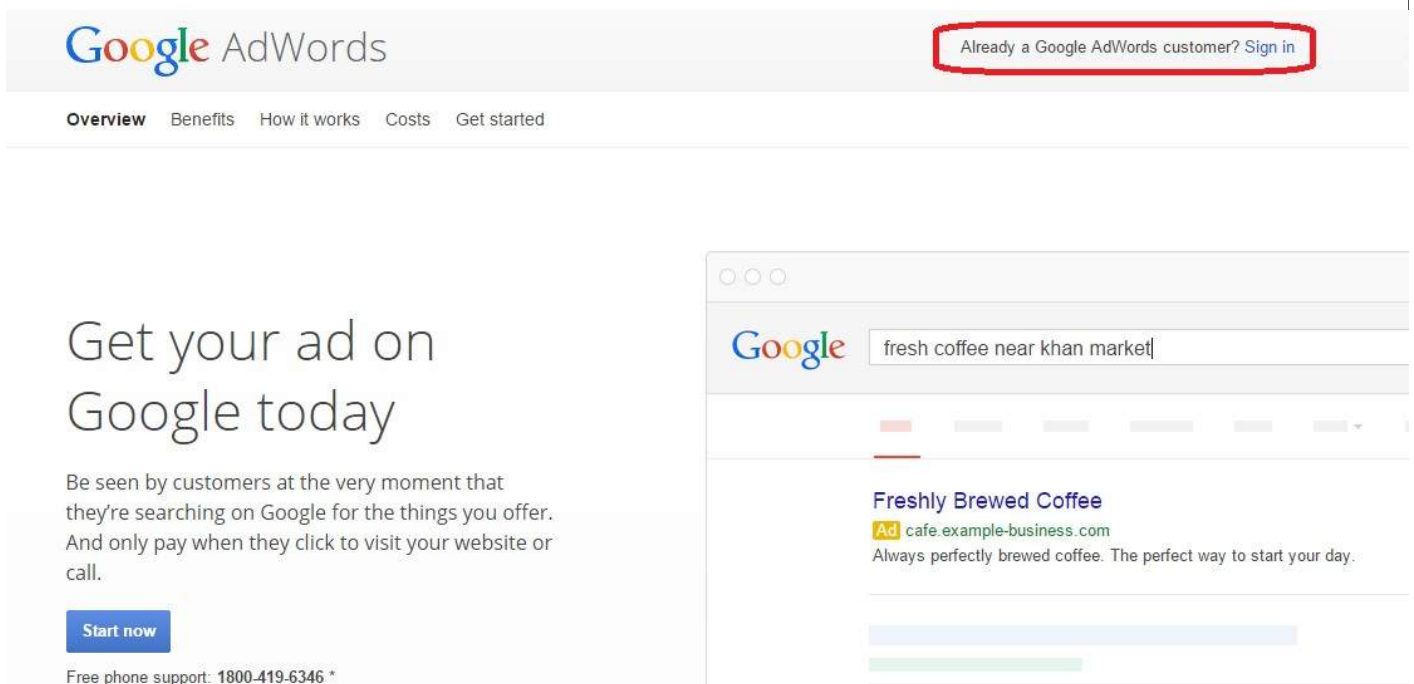 Google AdWords
Already a Google AdWords customer? Sign in
Overview Benefits How it works Costs Get started
Get your ad on
Google today
Be seen by customers at the very moment that
they're searching on Google for the things you offer.
And only pay when they click to visit your website or
call.
Start now
Free phone support: 1800-419-6346 *
Google fresh coffee near khan market
Freshly Brewed Coffee
Ad cafe.example-business.com
Always perfectly brewed coffee. The perfect way to start your day.